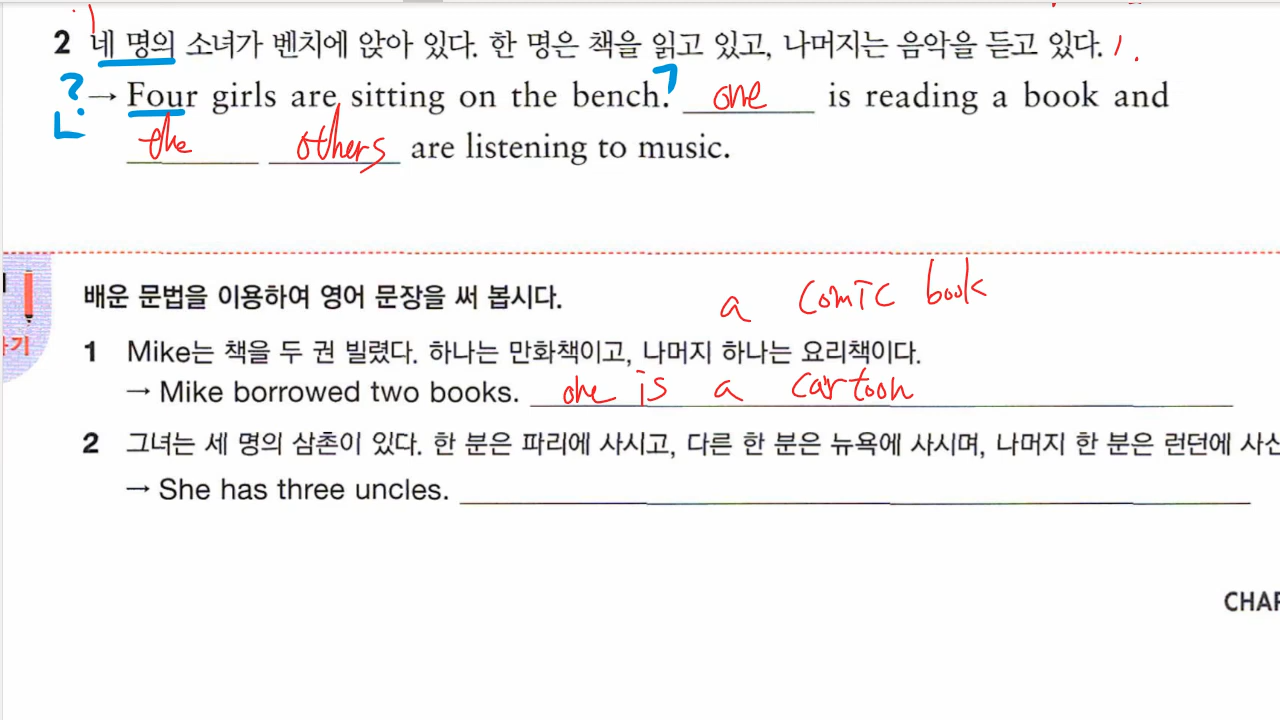 2 네 명의 소녀가 벤치에 앉아 있다. 한 명은 책을 읽고 있고, 나머지는 음악을 듣고 있다.
? → Four girls are sitting on the bench. one is reading a book and
the others are listening to music.
배운 문법을 이용하여 영어 문장을 써 봅시다.
a comic book
기
1 Mike는 책을 두 권 빌렸다. 하나는 만화책이고, 나머지 하나는 요리책이다.
→ Mike borrowed two books. one is a cartoon
2 그녀는 세 명의 삼촌이 있다. 한 분은 파리에 사시고, 다른 한 분은 뉴욕에 사시며, 나머지 한 분은 런던에 사신
→ She has three uncles.
CHAP